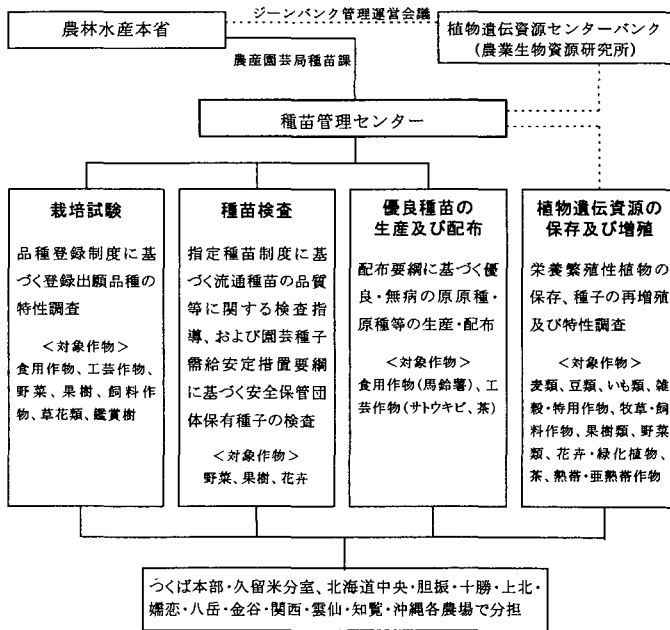 ジーンバンク管理運営会議
農林水産本省
植物遺伝資源センターバンク
(農業生物資源研究所)
農産園芸局種苗課
種苗管理センター
栽培試験
品種登録制度に基
づく登録出願品種の
特性調査
<対象作物>
食用作物、工芸作物、
野菜、果樹、飼料作
物、草花類、鑑賞樹
種苗検査
指定種苗制度に基
づく流通種苗の品質
等に関する検査指
導、および園芸種子
需給安定措置要綱
に基づく安全保管団
体保有種子の検査
<対象作物>
野菜、果樹、花卉
優良種苗の
生産及び配布
配布要綱に基づく優
良・無病の原原種・
原種等の生産・配布
<対象作物>
食用作物(馬鈴薯)、工
芸作物(サトウキビ、茶)
植物遺伝資源の
保存及び増殖
栄養繁殖性植物の
保存、種子の再増殖
及び特性調査
<対象作物>
麦類、豆類、いも類、雑
穀・特用作物、牧草・飼
料作物、果樹類、野菜
類、花卉・緑化植物、
茶、熱帯・亜熱帯作物
つくば本部・久留米分室、北海道中央・胆振・十勝・上北・
嬬恋・八岳・金谷・関西・雲仙・知覧・沖縄各農場で分担